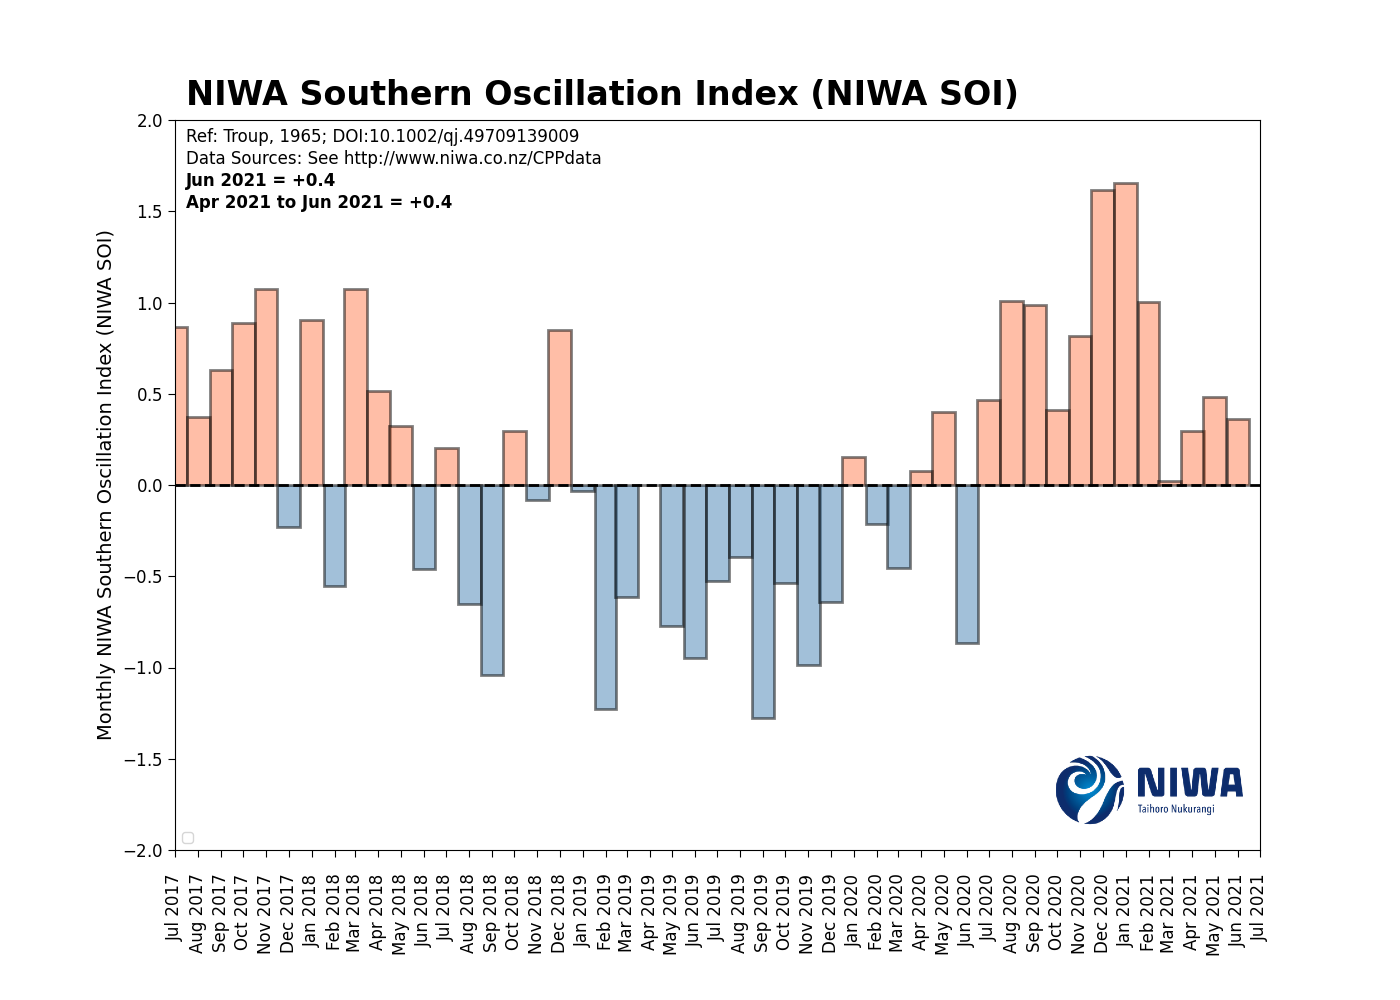 NIWA Southern Oscillation Index (NIWA SOI)
Ref: Troup, 1965; DOI:10.1002/qj.49709139009
Data Sources: See http://www.niwa.co.nz/CPPdata
Jun 2021 = +0.4
Apr 2021 to Jun 2021 = +0.4
Monthly NIWA Southern Oscillation Index (NIWA SOI)
2.0
1.5
1.0
0.5
0.0
−0.5
−1.0
−1.5
−2.0
NIWA
Taihoro Nukurangi
Jul 2017
Aug 2017
Sep 2017
Oct 2017
Nov 2017
Dec 2017
Jan 2018
Feb 2018
Mar 2018
Apr 2018
May 2018
Jun 2018
Jul 2018
Aug 2018
Sep 2018
Oct 2018
Nov 2018
Dec 2018
Jan 2019
Feb 2019
Mar 2019
Apr 2019
May 2019
Jun 2019
Jul 2019
Aug 2019
Sep 2019
Oct 2019
Nov 2019
Dec 2019
Jan 2020
Feb 2020
Mar 2020
Apr 2020
May 2020
Jun 2020
Jul 2020
Aug 2020
Sep 2020
Oct 2020
Nov 2020
Dec 2020
Jan 2021
Feb 2021
Mar 2021
Apr 2021
May 2021
Jun 2021
Jul 2021